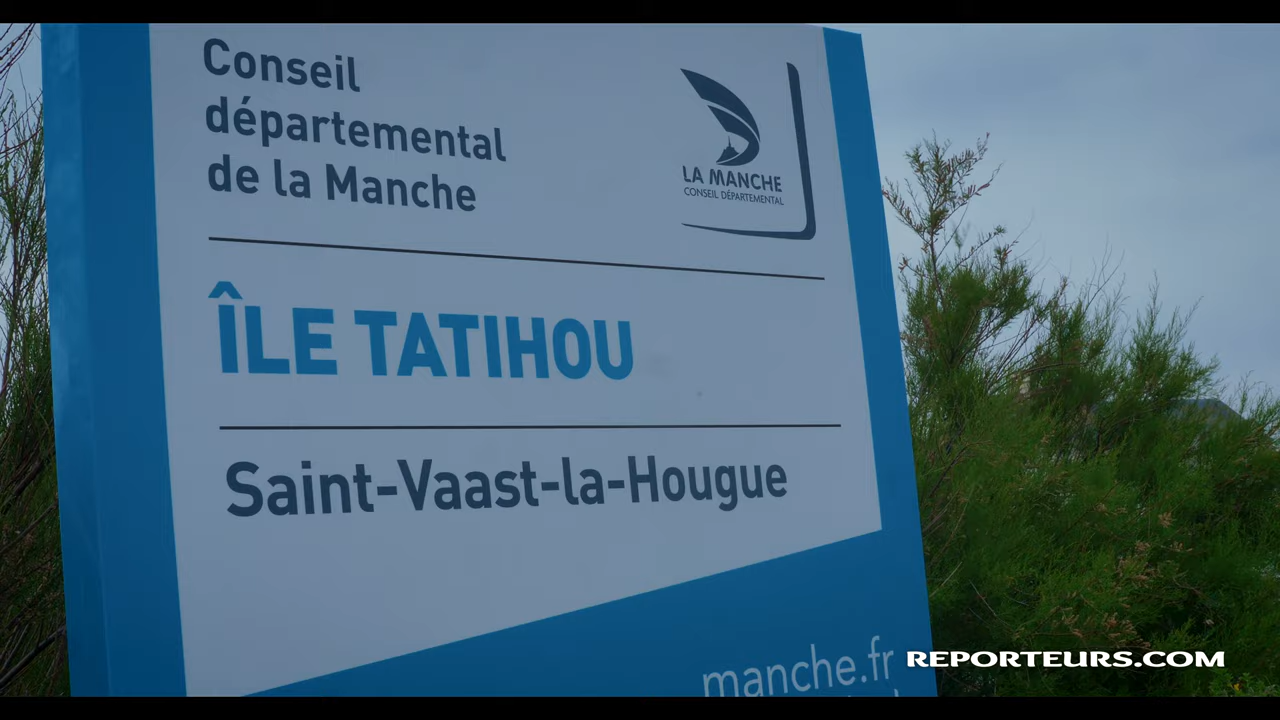 Conseil
départemental
de la Manche
LA MANCHE
CONSEIL DÉPARTEMENTAL
ÎLE TATIHOU
Saint-Vaast-la-Hougue
manche.fr
REPORTEURS.COM